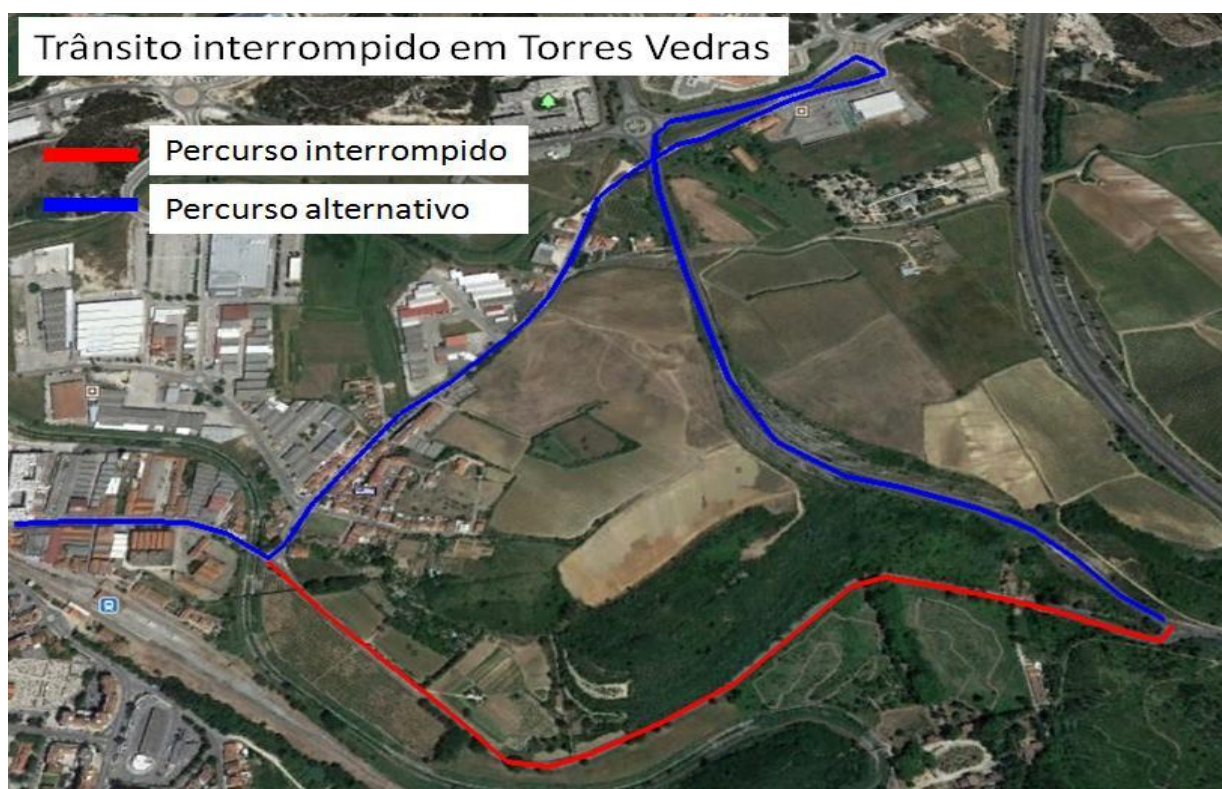 Trânsito interrompido em Torres Vedras
Percurso interrompido
Percurso alternativo